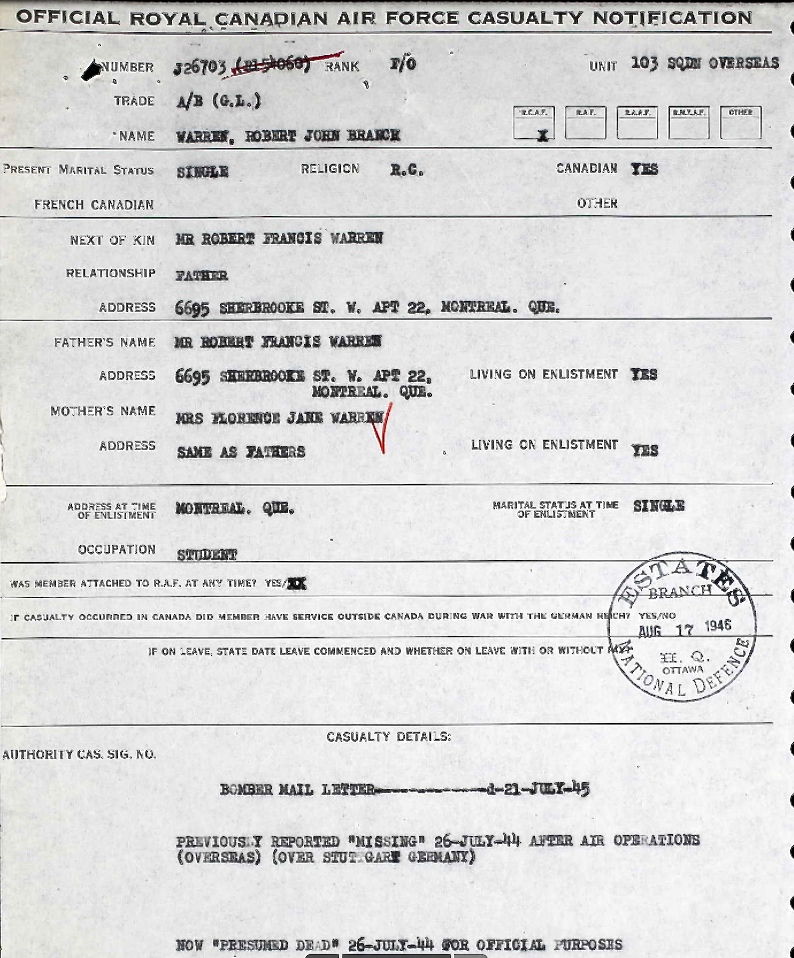 OFFICIAL ROYAL CANADIAN AIR FORCE CASUALTY NOTIFICATION
NUMBER J26703 (R154060) RANK F/O UNIT 103 SQDN OVERSEAS
TRADE A/B (G.L.)
R.C.A.F. R.A.F. R.A.A.F. R.N.Z.A.F. OTHER
NAME WARREN, ROBERT JOHN BRANCK X
PRESENT MARITAL STATUS SINGLE RELIGION R.C. CANADIAN YES
FRENCH CANADIAN OTHER
NEXT OF KIN MR ROBERT FRANCIS WARREN
RELATIONSHIP FATHER
ADDRESS 6695 SHERBROOKE ST. W. APT 22, MONTREAL. QUE.
FATHER'S NAME MR ROBERT FRANCIS WARREN
ADDRESS 6695 SHERBROOKE ST. W. APT 22, LIVING ON ENLISTMENT YES
MONTREAL. QUE.
MOTHER'S NAME MRS FLORENCE JANE WARREN
ADDRESS SAME AS FATHERS LIVING ON ENLISTMENT YES
ADDRESS AT TIME OF ENLISTMENT MONTREAL. QUE. MARITAL STATUS AT TIME OF ENLISTMENT SINGLE
OCCUPATION STUDENT
WAS MEMBER ATTACHED TO R.A.F. AT ANY TIME? YES/XX
IF CASUALTY OCCURRED IN CANADA DID MEMBER HAVE SERVICE OUTSIDE CANADA DURING WAR WITH THE GERMAN REICH? YES/NO
IF ON LEAVE, STATE DATE LEAVE COMMENCED AND WHETHER ON LEAVE WITH OR WITHOUT PAY
ESTATES
BRANCH
AUG 17 1946
H. Q.
OTTAWA
NATIONAL DEFENCE
CASUALTY DETAILS:
AUTHORITY CAS. SIG. NO.
BOMBER MAIL LETTER--------------d-21-JULY-45
PREVIOUSLY REPORTED "MISSING" 26-JULY-44 AFTER AIR OPERATIONS
(OVERSEAS) (OVER STUTTGART GERMANY)
NOW "PRESUMED DEAD" 26-JULY-44 FOR OFFICIAL PURPOSES